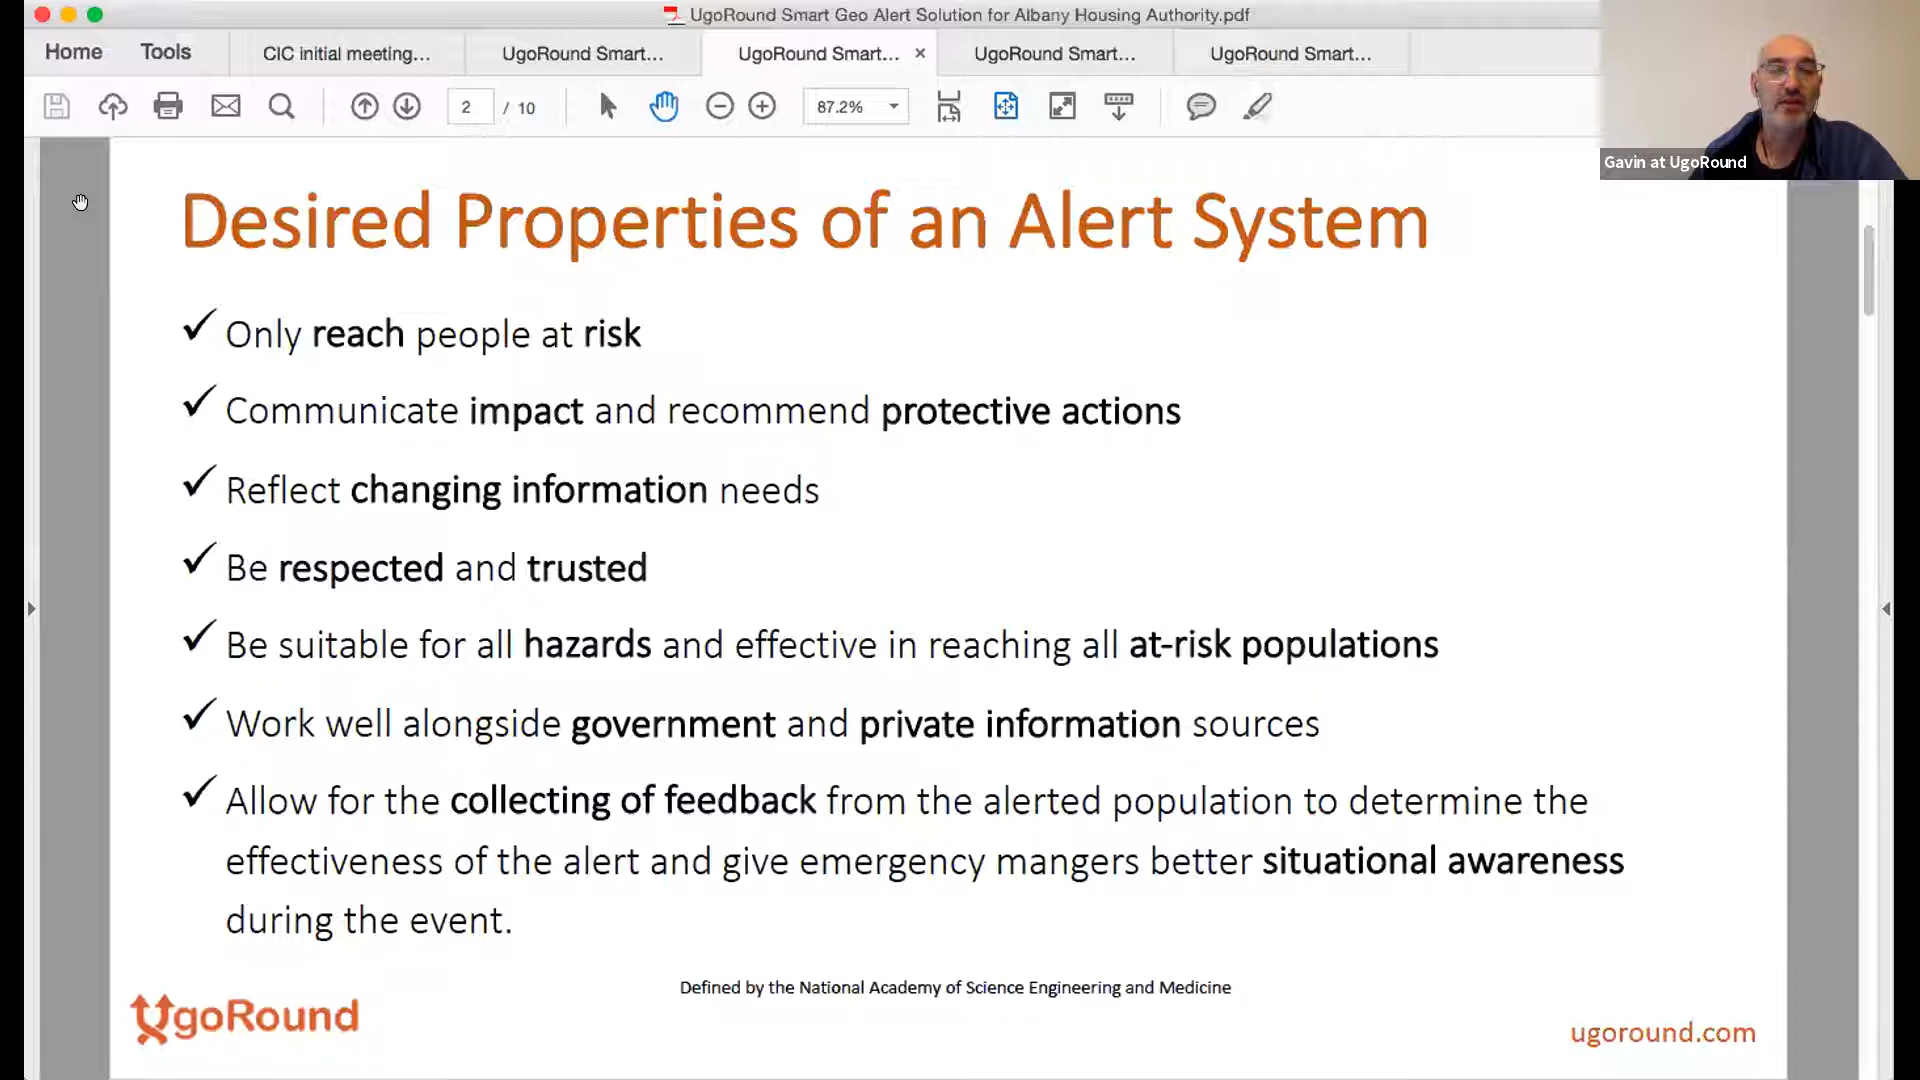 UgoRound Smart Geo Alert Solution for Albany Housing Authority.pdf
Home Tools CIC initial meeting... UgoRound Smart... UgoRound Smart... × UgoRound Smart... UgoRound Smart...
2 / 10 87.2%
Gavin at UgoRound
Desired Properties of an Alert System
✓ Only reach people at risk
✓ Communicate impact and recommend protective actions
✓ Reflect changing information needs
✓ Be respected and trusted
✓ Be suitable for all hazards and effective in reaching all at-risk populations
✓ Work well alongside government and private information sources
✓ Allow for the collecting of feedback from the alerted population to determine the
effectiveness of the alert and give emergency mangers better situational awareness
during the event.
Defined by the National Academy of Science Engineering and Medicine
UgoRound
ugoround.com